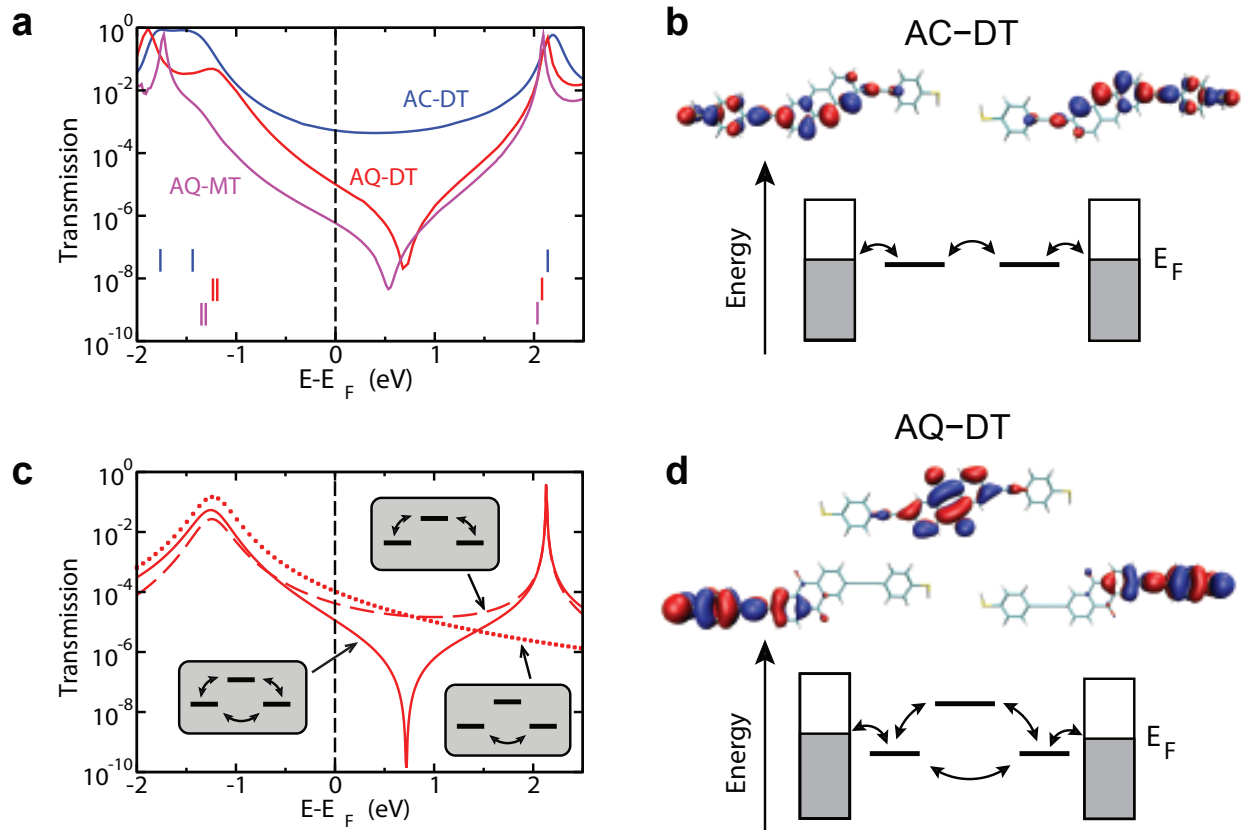 a
10^0
10^-2
10^-4
10^-6
10^-8
10^-10
Transmission
AC-DT
AQ-DT
AQ-MT
-2 -1 0 1 2
E-E_F (eV)
b
AC−DT
Energy
E_F
c
10^0
10^-2
10^-4
10^-6
10^-8
10^-10
Transmission
-2 -1 0 1 2
E-E_F (eV)
d
AQ−DT
Energy
E_F